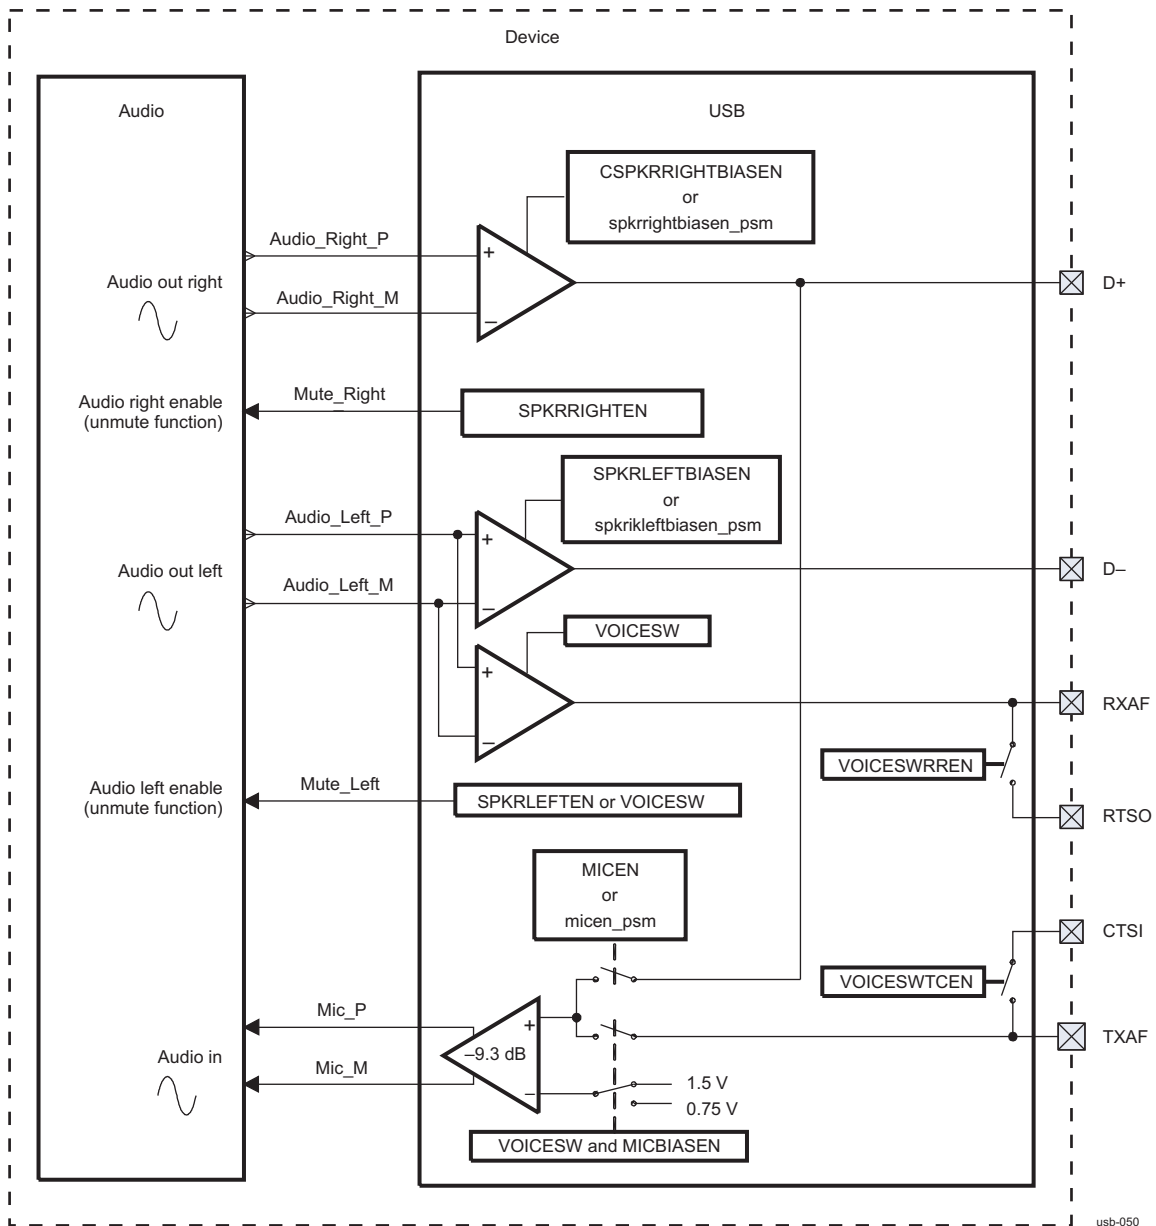 Device
Audio
USB
CSPKRRIGHTBIASEN
or
spkrrightbiasen_psm
Audio_Right_P
+
D+
Audio out right
Audio_Right_M
–
Mute_Right
Audio right enable
(unmute function)
SPKRRIGHTEN
SPKRLEFTBIASEN
or
spkrikleftbiasen_psm
Audio_Left_P
+
Audio out left
D–
Audio_Left_M
–
VOICESW
+
RXAF
–
VOICESWRREN
Mute_Left
Audio left enable
(unmute function)
SPKRLEFTEN or VOICESW
RTSO
MICEN
or
micen_psm
CTSI
VOICESWTCEN
Mic_P
+
TXAF
–9.3 dB
Audio in
Mic_M
–
1.5 V
0.75 V
VOICESW and MICBIASEN
usb-050